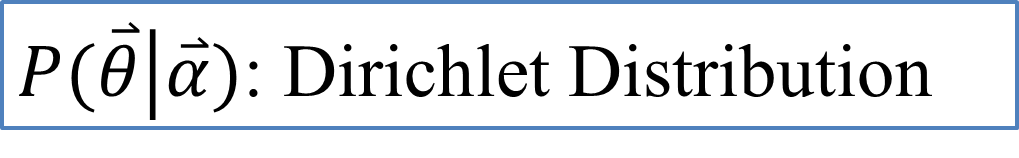 𝑃(𝜃⃗|𝛼⃗): Dirichlet Distribution